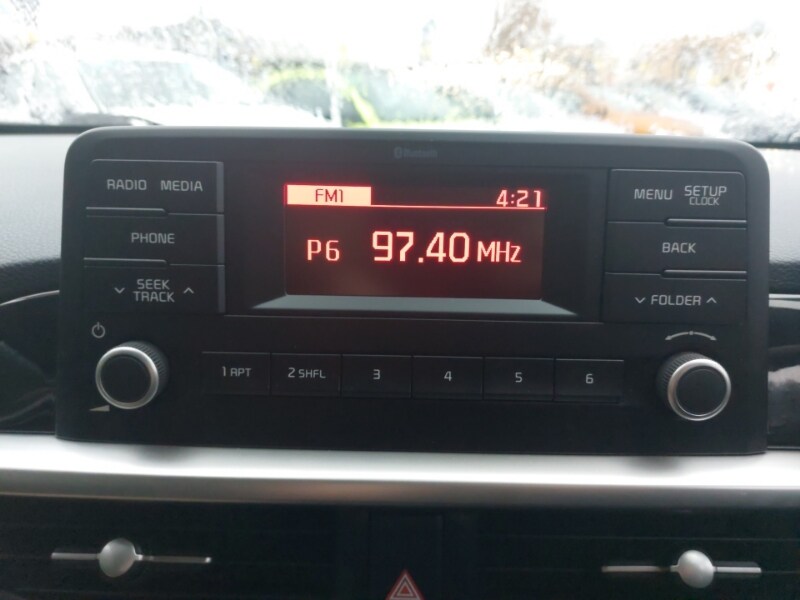 Bluetooth
RADIO MEDIA
PHONE
SEEK
TRACK
FM1 4:21
P6 97.40 MHz
MENU SETUP
CLOCK
BACK
FOLDER
1 RPT 2 SHFL 3 4 5 6